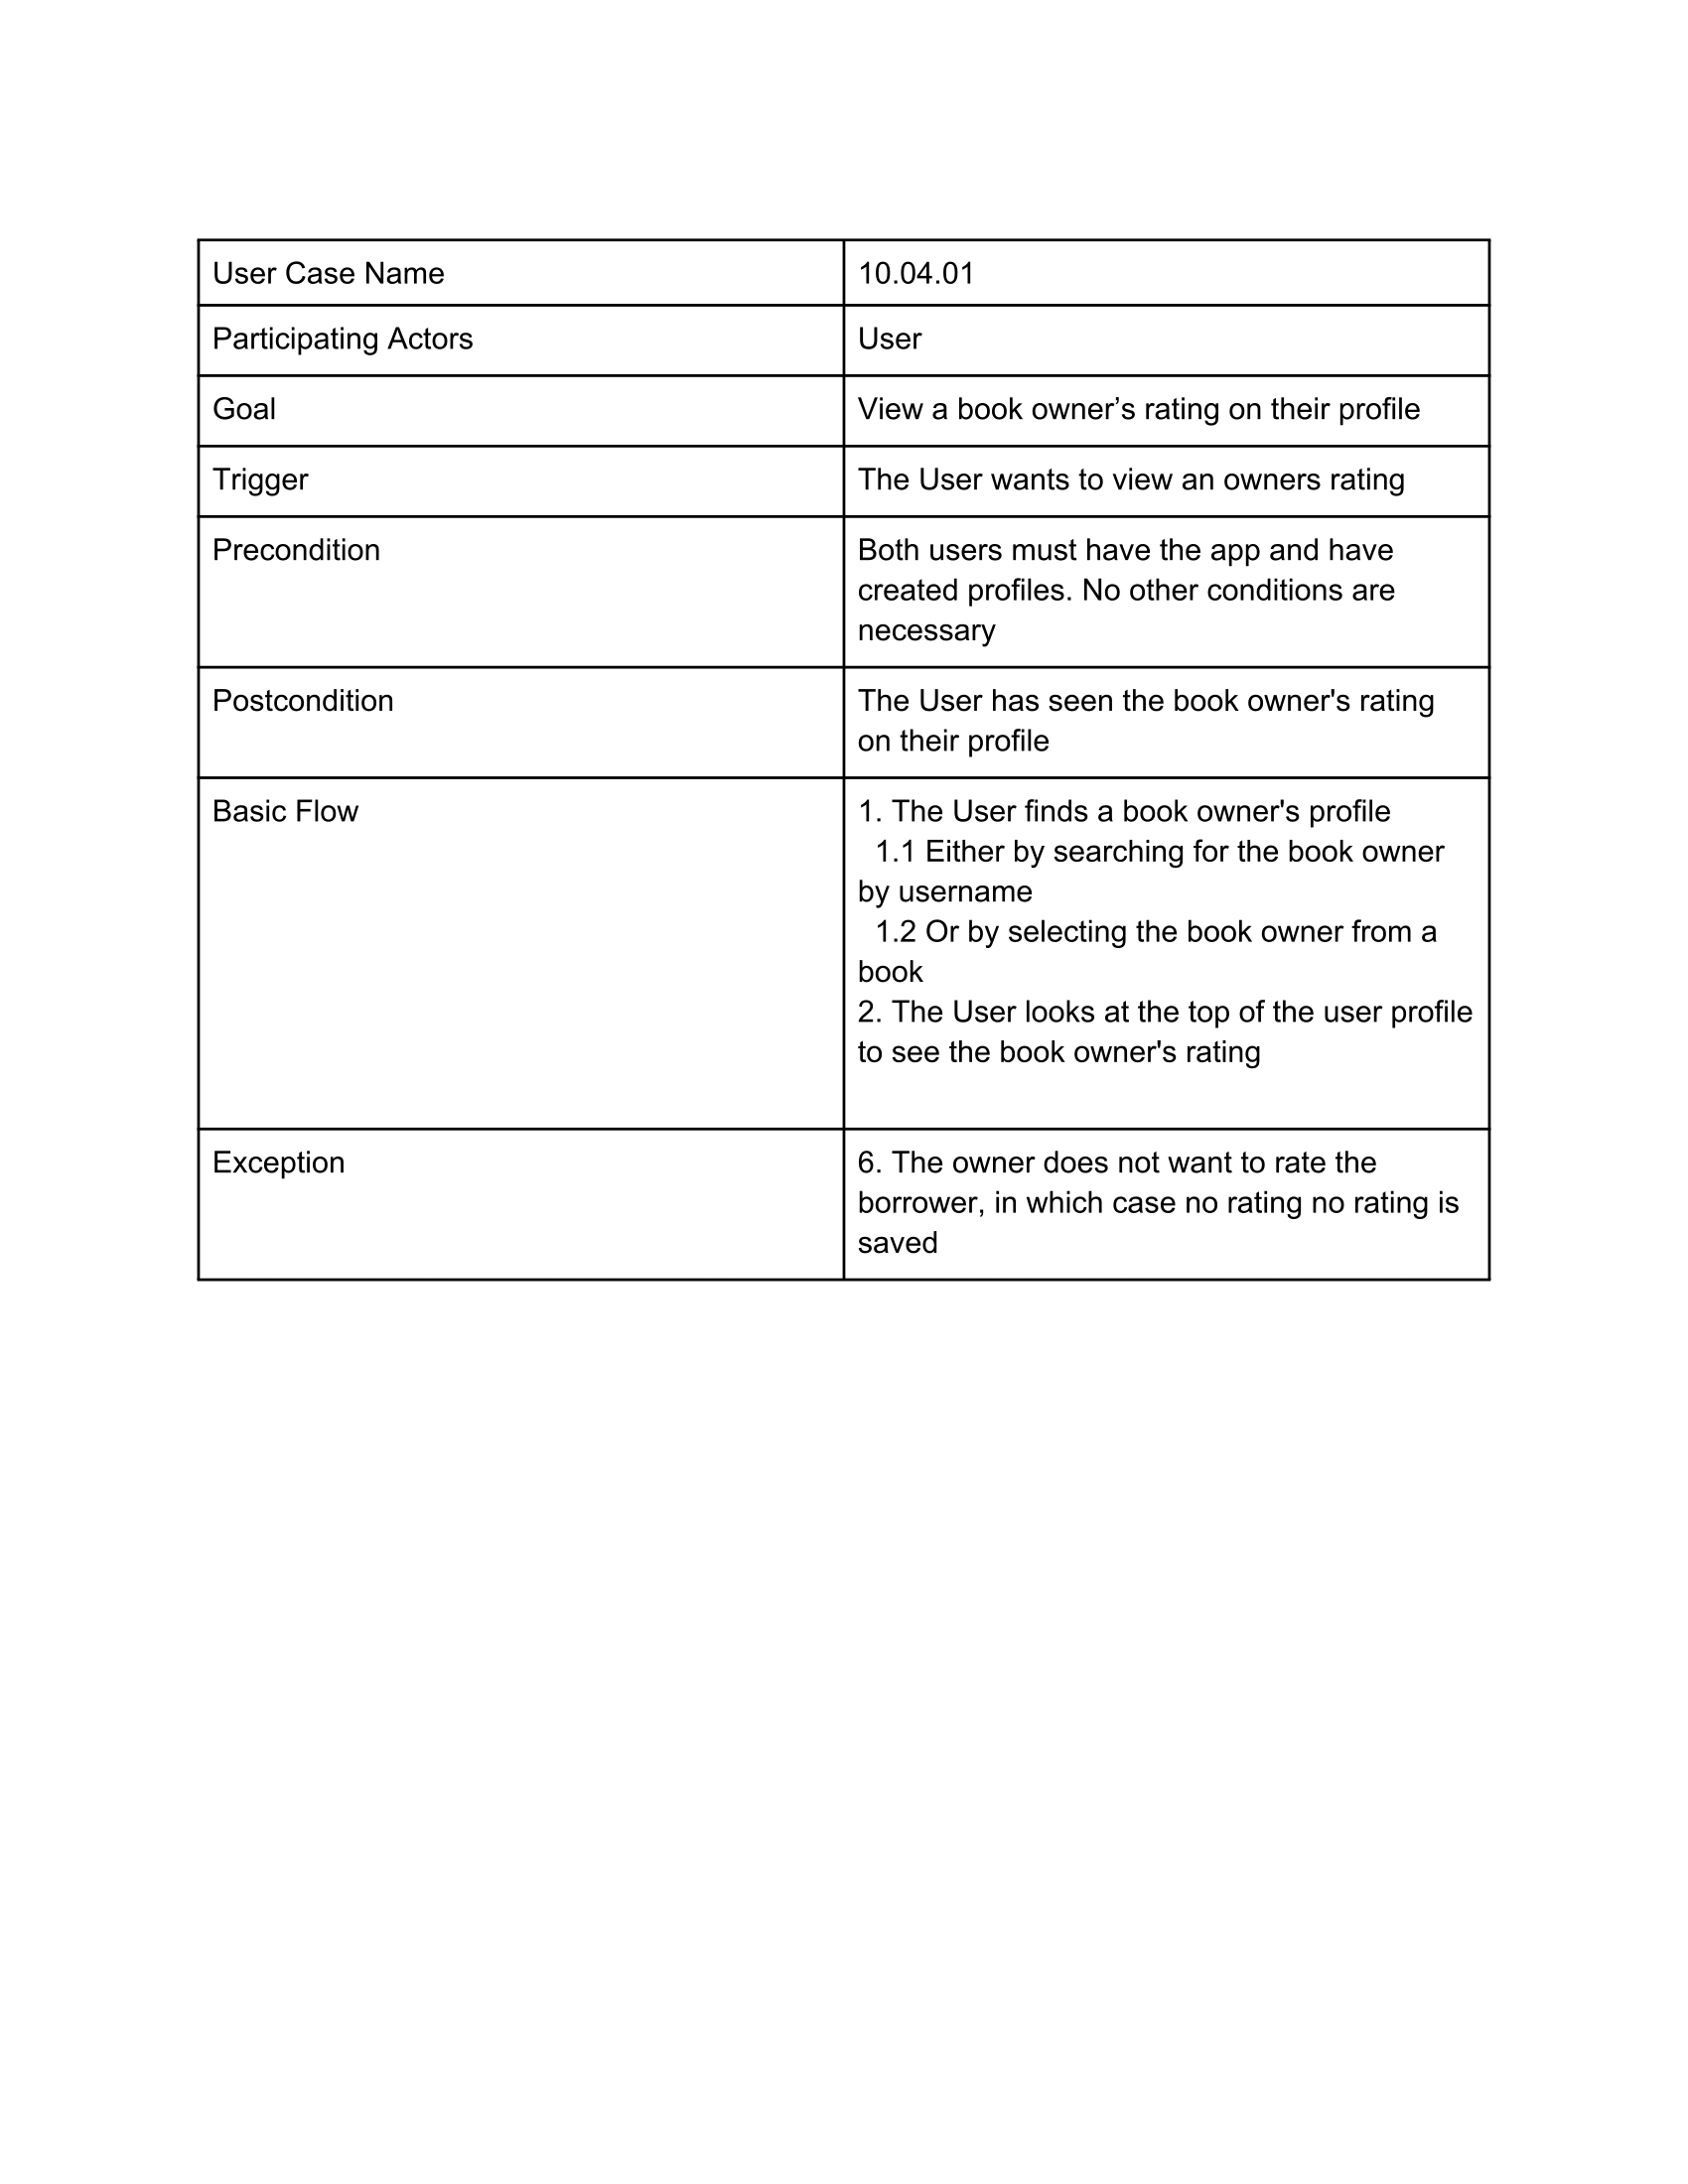 User Case Name
10.04.01
Participating Actors
User
Goal
View a book owner’s rating on their profile
Trigger
The User wants to view an owners rating
Precondition
Both users must have the app and have
created profiles. No other conditions are
necessary
Postcondition
The User has seen the book owner's rating
on their profile
Basic Flow
1. The User finds a book owner's profile
1.1 Either by searching for the book owner
by username
1.2 Or by selecting the book owner from a
book
2. The User looks at the top of the user profile
to see the book owner's rating
Exception
6. The owner does not want to rate the
borrower, in which case no rating no rating is
saved